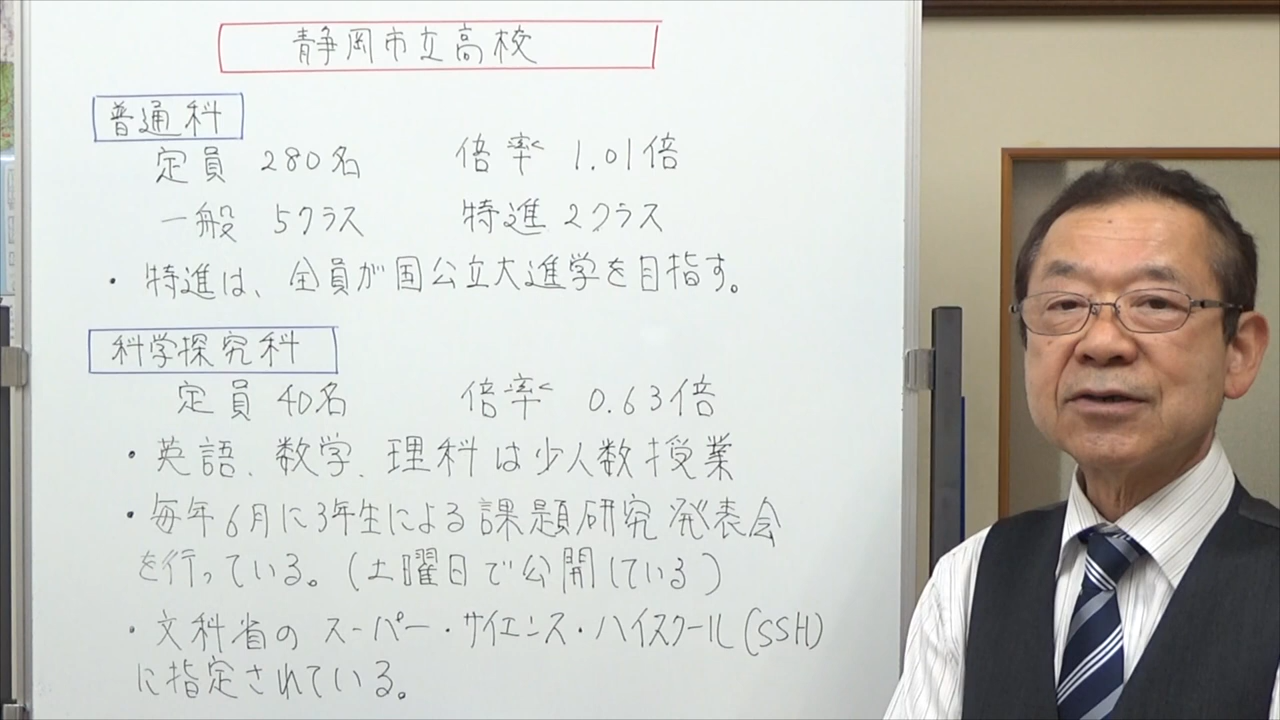 静岡市立高校
普通科
定員 280名 倍率 1.01倍
一般 5クラス 特進 2クラス
・特進は、全員が国公立大進学を目指す。
科学探究科
定員 40名 倍率 0.63倍
・英語、数学、理科は少人数授業
・毎年6月に3年生による課題研究発表会
を行っている。(土曜日で公開している)
・文科省のスーパー・サイエンス・ハイスクール(SSH)
に指定されている。